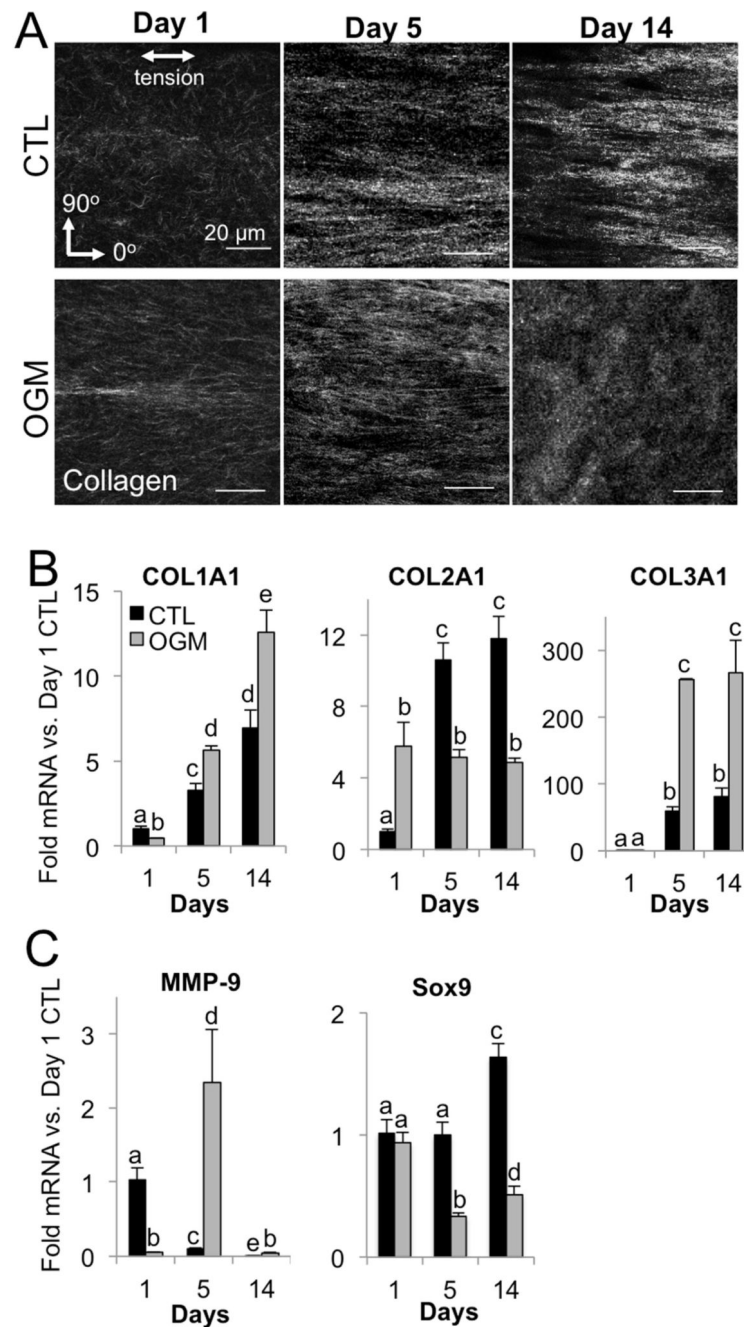 A
Day 1
Day 5
Day 14
tension
CTL
90o
0o
20 µm
OGM
Collagen
B
COL1A1
COL2A1
COL3A1
Fold mRNA vs. Day 1 CTL
15
10
5
0
CTL
OGM
a b c d d e
1 5 14
Days
12
8
4
0
a b c b c b
1 5 14
Days
300
200
100
0
a a b c b c
1 5 14
Days
C
MMP-9
Sox9
Fold mRNA vs. Day 1 CTL
3
2
1
0
a b c d e b
1 5 14
Days
2
1
0
a a a b c d
1 5 14
Days